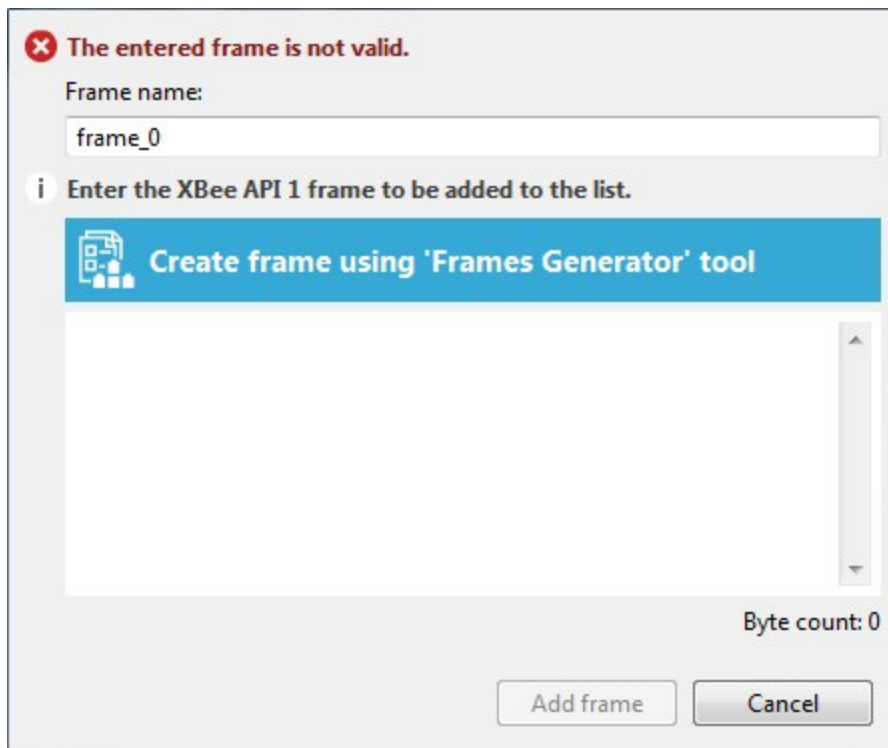 The entered frame is not valid.
Frame name:
frame_0
i Enter the XBee API 1 frame to be added to the list.
Create frame using 'Frames Generator' tool
Byte count: 0
Add frame Cancel